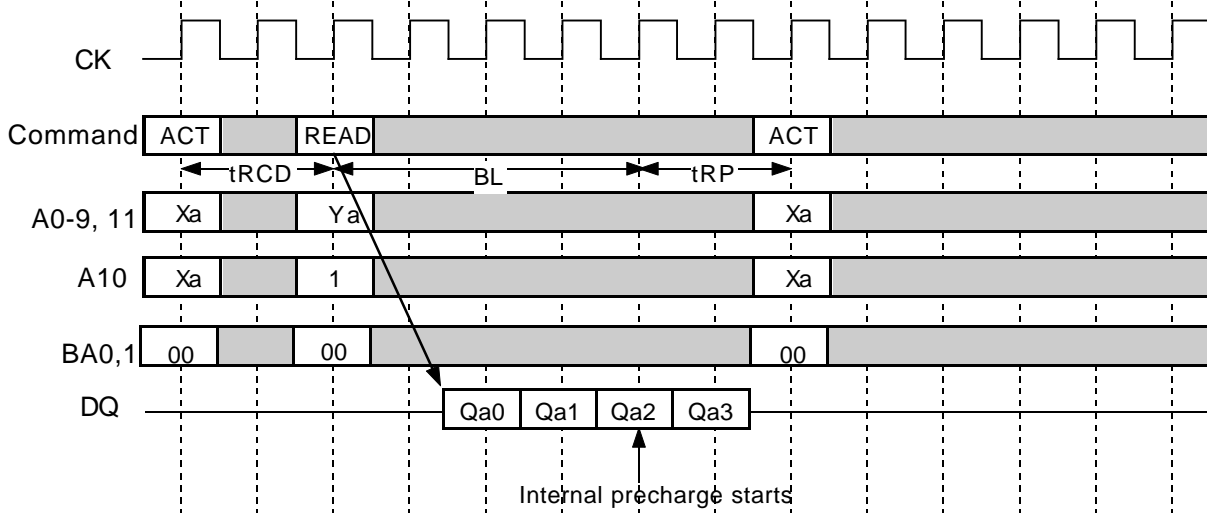 CK
Command ACT READ ACT
tRCD BL tRP
A0-9, 11 Xa Ya Xa
A10 Xa 1 Xa
BA0,1 00 00 00
DQ Qa0 Qa1 Qa2 Qa3
Internal precharge starts